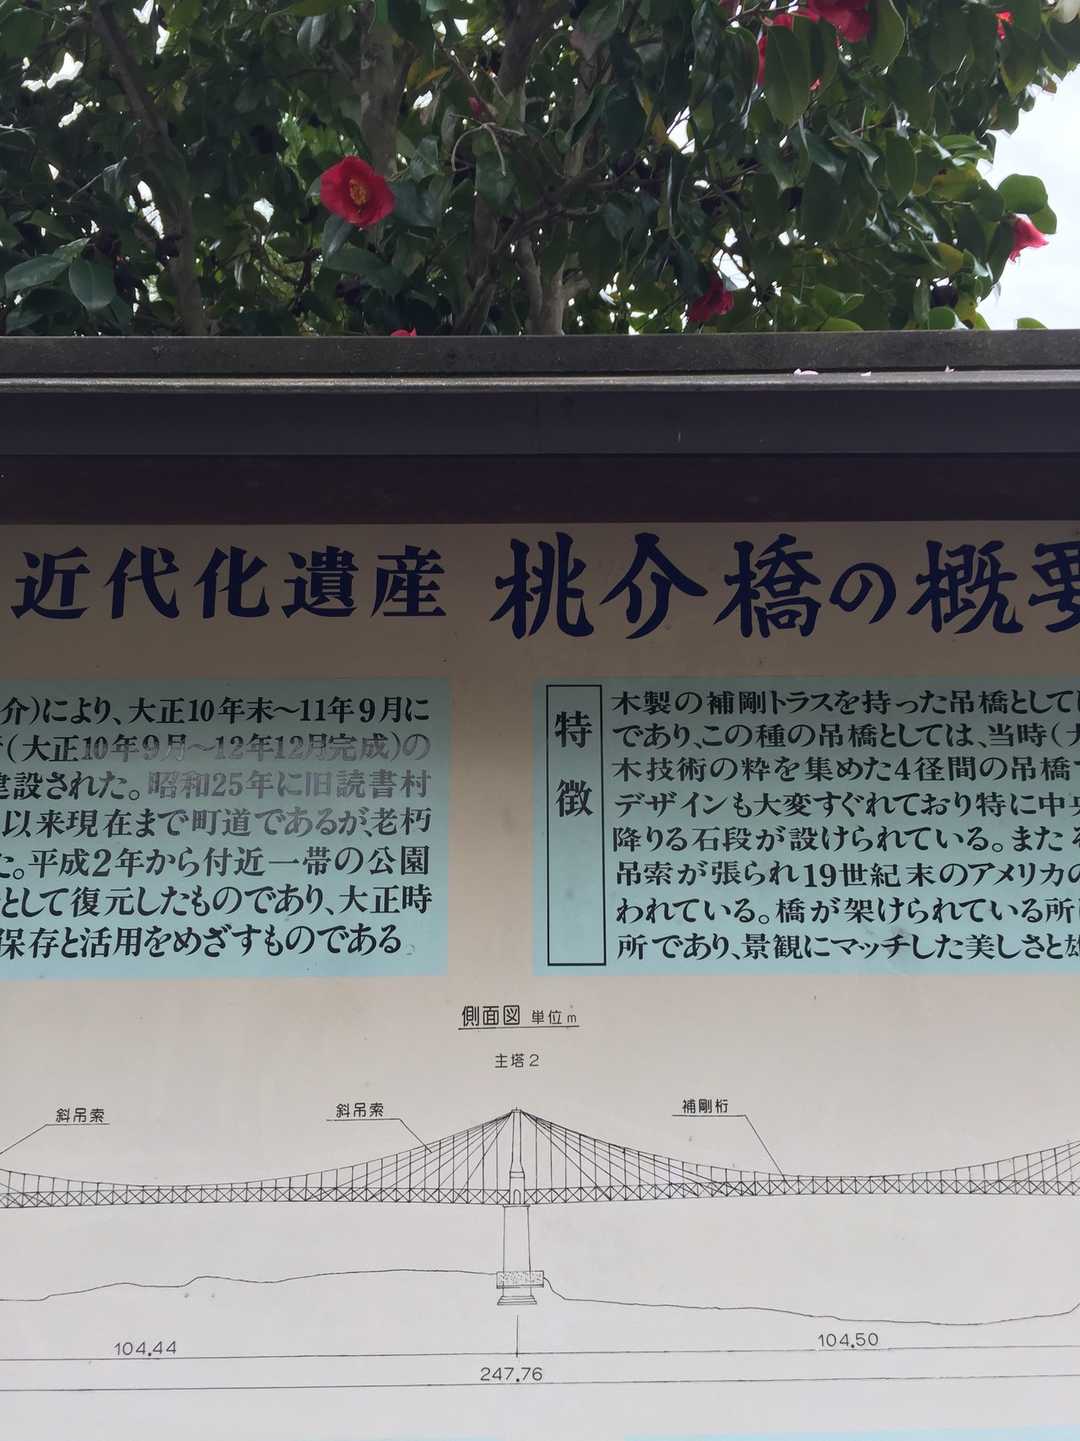 近代化遺産 桃介橋の概要
介)により、大正10年末～11年9月に
(大正10年9月～12年12月完成)の
建設された。昭和25年に旧読書村
以来現在まで町道であるが、老朽
た。平成2年から付近一帯の公園
として復元したものであり、大正時
保存と活用をめざすものである。
特徴
木製の補剛トラスを持った吊橋として
であり、この種の吊橋としては、当時(
木技術の粋を集めた4径間の吊橋
デザインも大変すぐれており特に中央
降りる石段が設けられている。また
吊索が張られ19世紀末のアメリカの
われている。橋が架けられている所
所であり、景観にマッチした美しさと雄
側面図 単位m
主塔2
斜吊索
斜吊索
補剛桁
104.44
104.50
247.76